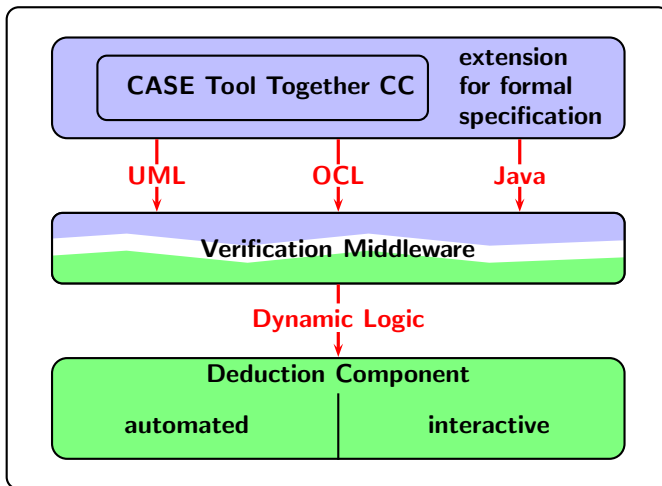 CASE Tool Together CC
extension
for formal
specification
UML OCL Java
Verification Middleware
Dynamic Logic
Deduction Component
automated interactive